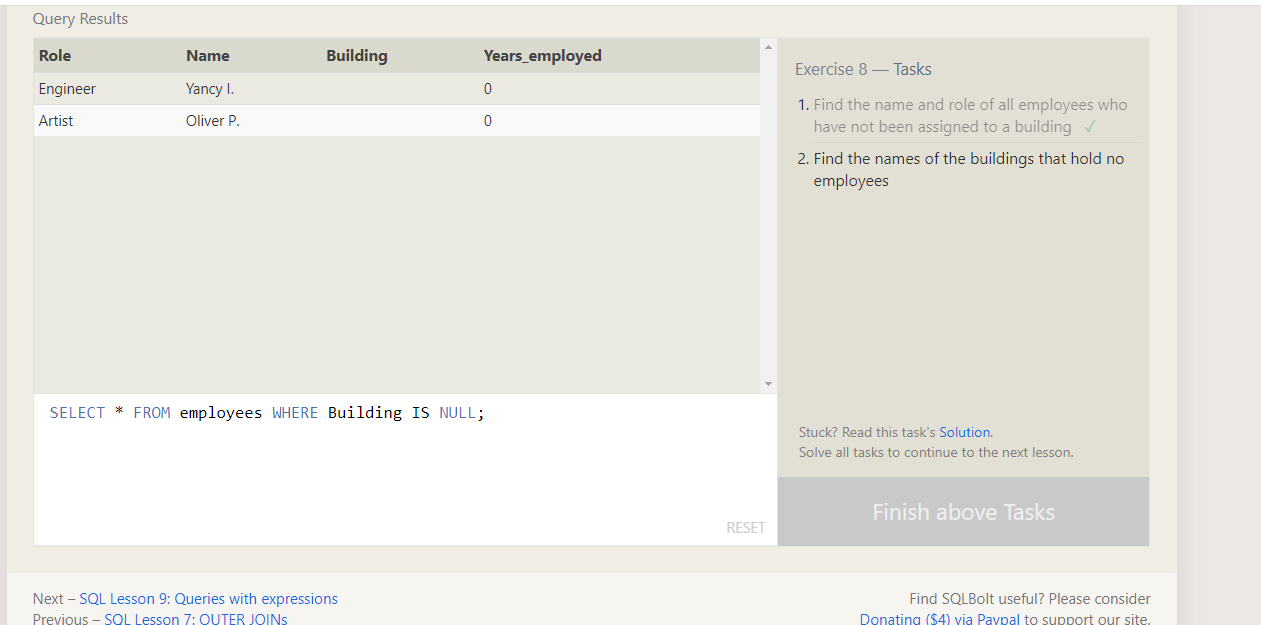 Query Results
Role Name Building Years_employed
Engineer Yancy I. 0
Artist Oliver P. 0
SELECT * FROM employees WHERE Building IS NULL;
RESET
Exercise 8 — Tasks
1. Find the name and role of all employees who
have not been assigned to a building ✓
2. Find the names of the buildings that hold no
employees
Stuck? Read this task's Solution.
Solve all tasks to continue to the next lesson.
Finish above Tasks
Next – SQL Lesson 9: Queries with expressions
Previous – SQL Lesson 7: OUTER JOINs
Find SQLBolt useful? Please consider
Donating ($4) via Paypal to support our site.